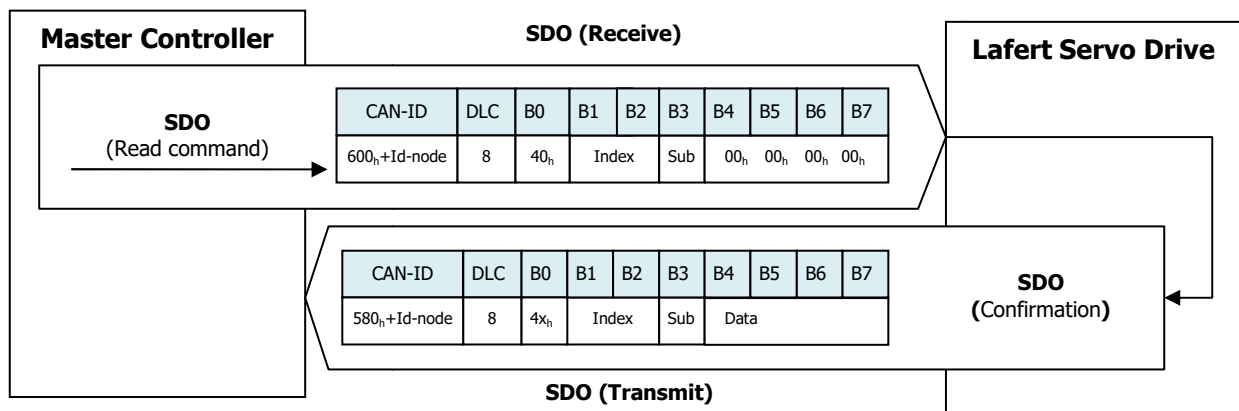 Master Controller
SDO (Receive)
Lafert Servo Drive
SDO
(Read command)
CAN-ID DLC B0 B1 B2 B3 B4 B5 B6 B7
600h+Id-node 8 40h Index Sub 00h 00h 00h 00h
CAN-ID DLC B0 B1 B2 B3 B4 B5 B6 B7
580h+Id-node 8 4xh Index Sub Data
SDO
(Confirmation)
SDO (Transmit)